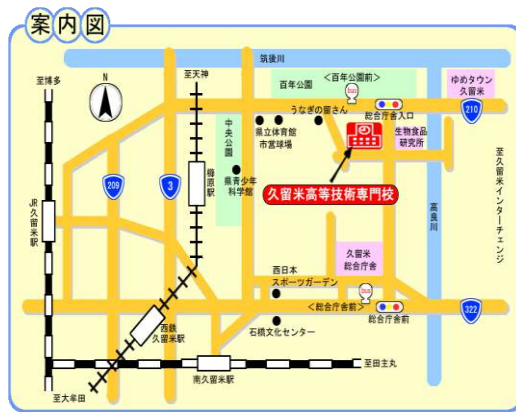 案内図
筑後川
至博多
N
至天神
百年公園
＜百年公園前＞
bus
総合庁舎入口
ゆめタウン
久留米
210
中央公園
県立体育館
市営球場
うなぎの留さん
生物食品
研究所
至久留米インターチェンジ
209
3
櫛原駅
県青少年
科学館
久留米高等技術専門校
高良川
JR久留米駅
久留米
総合庁舎
西日本
スポーツガーデン
bus
＜総合庁舎前＞
総合庁舎前
322
西鉄
久留米駅
石橋文化センター
南久留米駅
至田主丸
至大牟田